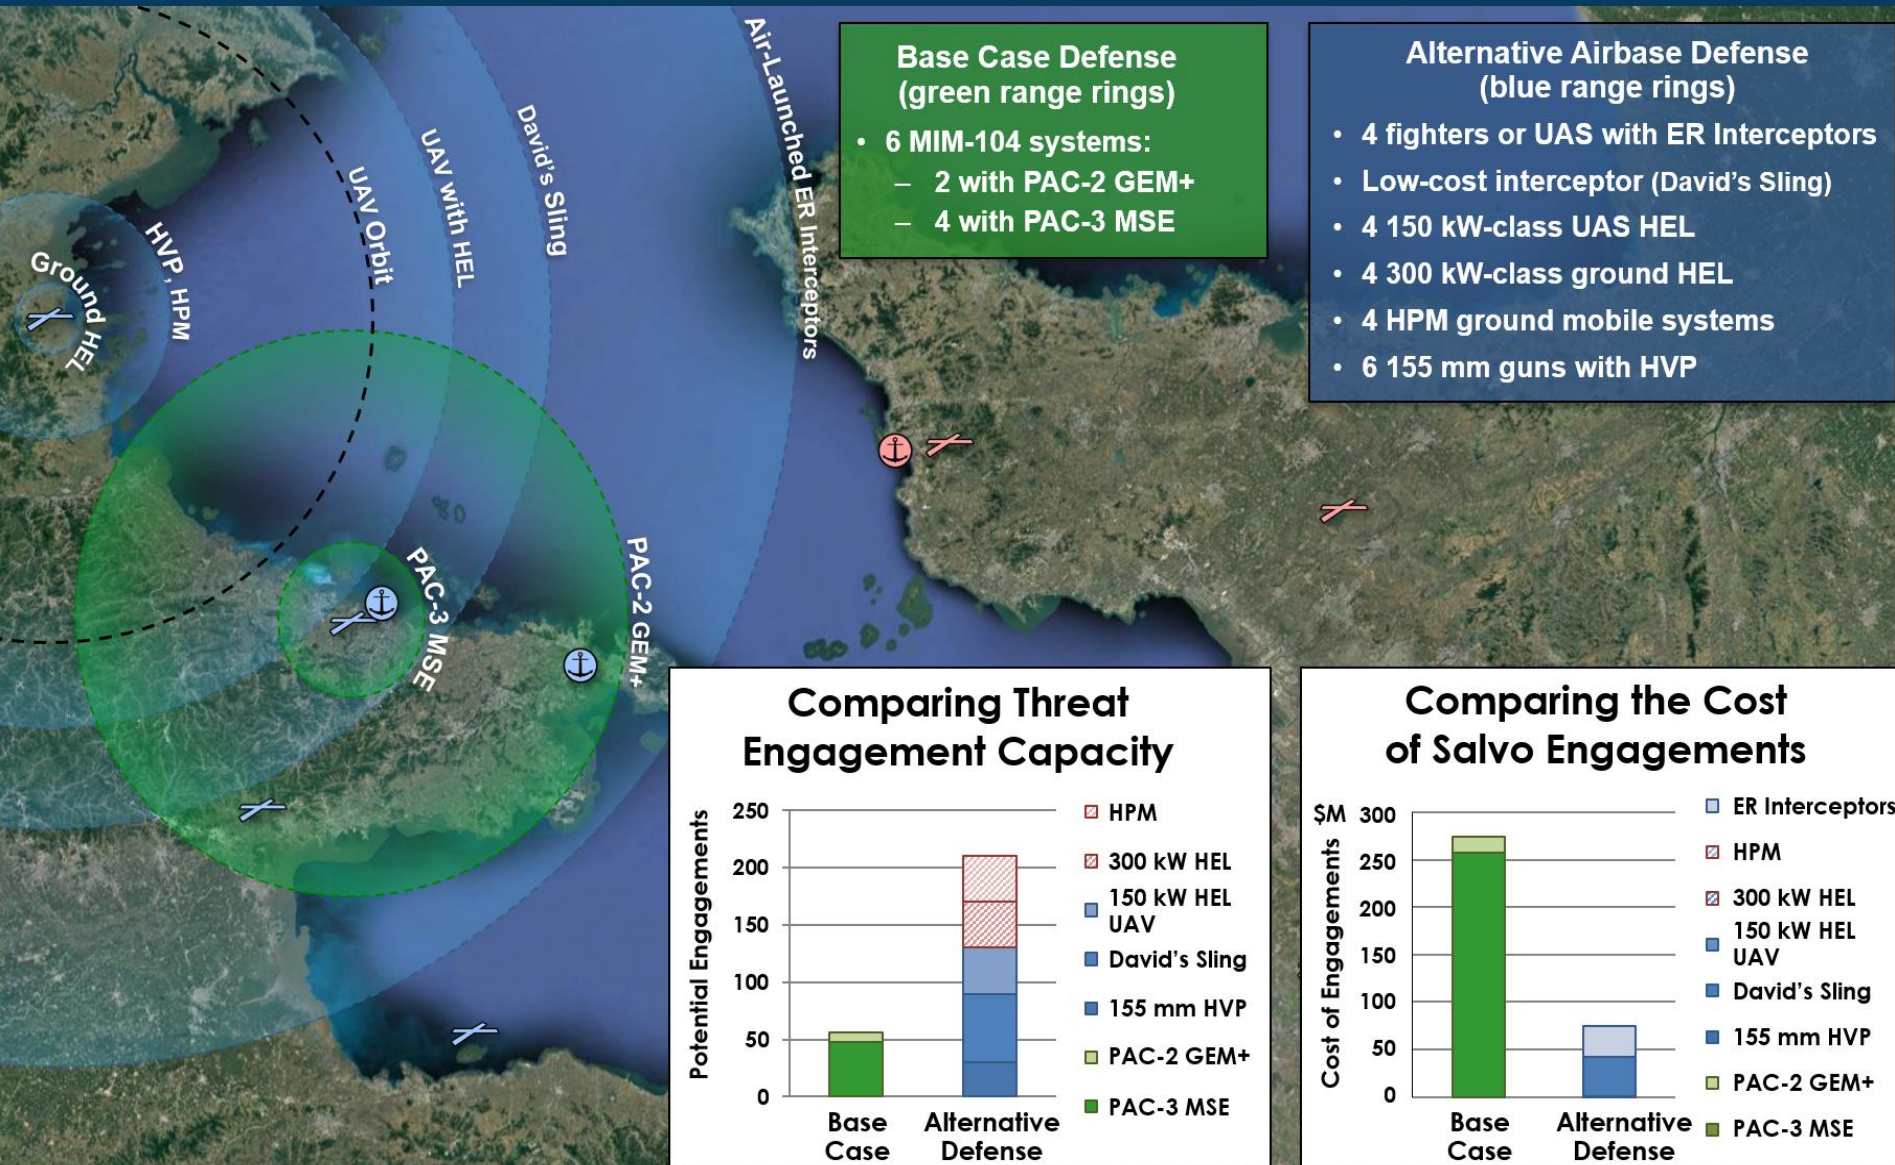 Base Case Defense
(green range rings)
• 6 MIM-104 systems:
– 2 with PAC-2 GEM+
– 4 with PAC-3 MSE
Alternative Airbase Defense
(blue range rings)
• 4 fighters or UAS with ER Interceptors
• Low-cost interceptor (David's Sling)
• 4 150 kW-class UAS HEL
• 4 300 kW-class ground HEL
• 4 HPM ground mobile systems
• 6 155 mm guns with HVP
Ground HEL
HVP, HPM
UAV Orbit
UAV with HEL
David's Sling
Air-Launched ER Interceptors
PAC-3 MSE
PAC-2 GEM+
Comparing Threat
Engagement Capacity
Potential Engagements
250
200
150
100
50
0
Base
Case
Alternative
Defense
HPM
300 kW HEL
150 kW HEL
UAV
David's Sling
155 mm HVP
PAC-2 GEM+
PAC-3 MSE
Comparing the Cost
of Salvo Engagements
$M
Cost of Engagements
300
250
200
150
100
50
0
Base
Case
Alternative
Defense
ER Interceptors
HPM
300 kW HEL
150 kW HEL
UAV
David's Sling
155 mm HVP
PAC-2 GEM+
PAC-3 MSE